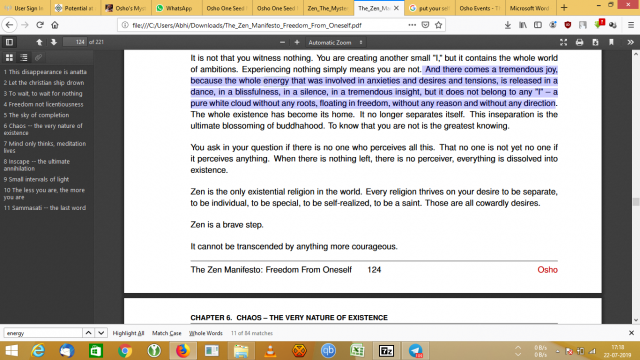 User Sign In
Potential at
Osho's Myst
WhatsApp
Osho One Seed f
Zen_The_Myster
The_Zen_Ma
Osho One Seed M
put your self
Osho Events - Th
Microsoft Word -
file:///C:/Users/Abhi/Downloads/The_Zen_Manifesto_Freedom_From_Oneself.pdf
Search
124 of 221
Automatic Zoom
1 This disappearance is anatta
2 Let the christian ship drown
3 To wait, to wait for nothing
4 Freedom not licentiousness
5 The sky of completion
6 Chaos -- the very nature of existence
7 Mind only thinks, meditation lives
8 Inscape -- the ultimate annihilation
9 Small intervals of light
10 The less you are, the more you are
11 Sammasati -- the last word
It is not that you witness nothing. You are creating another small "I," but it contains the whole world
of ambitions. Experiencing nothing simply means you are not. And there comes a tremendous joy,
because the whole energy that was involved in anxieties and desires and tensions, is released in a
dance, in a blissfulness, in a silence, in a tremendous insight, but it does not belong to any "I" – a
pure white cloud without any roots, floating in freedom, without any reason and without any direction.
The whole existence has become its home. It no longer separates itself. This inseparation is the
ultimate blossoming of buddhahood. To know that you are not is the greatest knowing.
You ask in your question if there is no one who perceives all this. That no one is not yet no one if
it perceives anything. When there is nothing left, there is no perceiver, everything is dissolved into
existence.
Zen is the only existential religion in the world. Every religion thrives on your desire to be separate,
to be individual, to be special, to be self-realized, to be a saint. Those are all cowardly desires.
Zen is a brave step.
It cannot be transcended by anything more courageous.
The Zen Manifesto: Freedom From Oneself 124 Osho
CHAPTER 6. CHAOS – THE VERY NATURE OF EXISTENCE
energy
Highlight All Match Case Whole Words 11 of 84 matches
0 B/s
0 B/s
17:18
22-07-2019